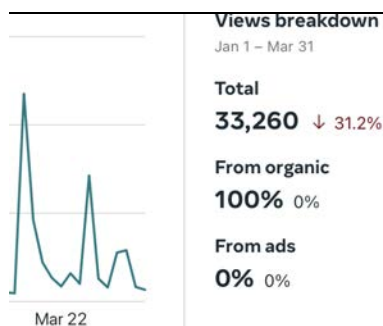 Views breakdown
Jan 1 – Mar 31
Total
33,260 ↓ 31.2%
From organic
100% 0%
From ads
0% 0%
Mar 22